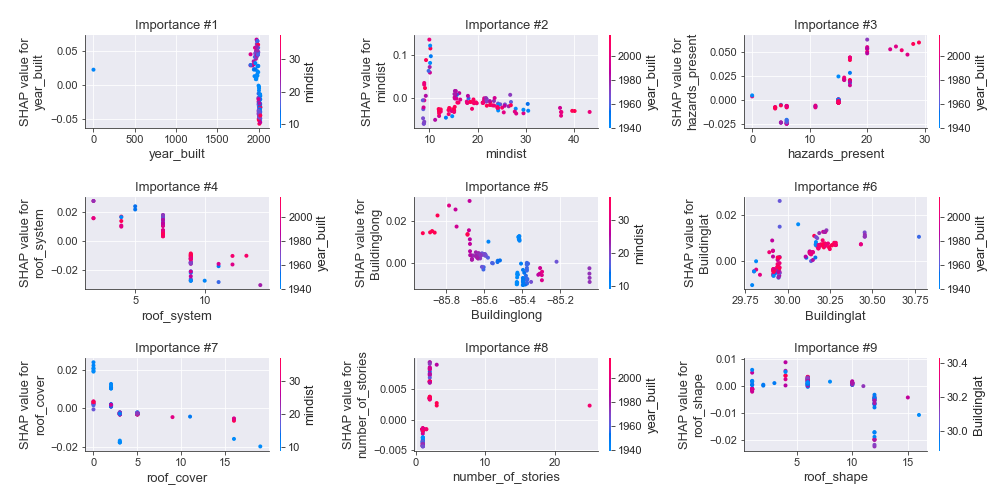 Importance #1
Importance #2
Importance #3
SHAP value for
year_built
0.05
0.00
−0.05
0
500
1000
1500
2000
year_built
30
20
10
mindist
SHAP value for
mindist
0.1
0.0
10
20
30
40
mindist
2000
1980
1960
1940
year_built
SHAP value for
hazards_present
0.050
0.025
0.000
−0.025
0
10
20
30
hazards_present
2000
1980
1960
1940
year_built
Importance #4
Importance #5
Importance #6
SHAP value for
roof_system
0.02
0.00
−0.02
5
10
roof_system
2000
1980
1960
1940
year_built
SHAP value for
Buildinglong
0.02
0.00
−85.8
−85.6
−85.4
−85.2
Buildinglong
30
20
10
mindist
SHAP value for
Buildinglat
0.02
0.01
0.00
−0.01
29.75
30.00
30.25
30.50
30.75
Buildinglat
2000
1980
1960
1940
year_built
Importance #7
Importance #8
Importance #9
SHAP value for
roof_cover
0.02
0.00
−0.02
0
5
10
15
roof_cover
30
20
10
mindist
SHAP value for
number_of_stories
0.005
0.000
−0.005
0
10
20
number_of_stories
2000
1980
1960
1940
year_built
SHAP value for
roof_shape
0.01
0.00
−0.01
−0.02
5
10
15
roof_shape
30.4
30.2
30.0
Buildinglat